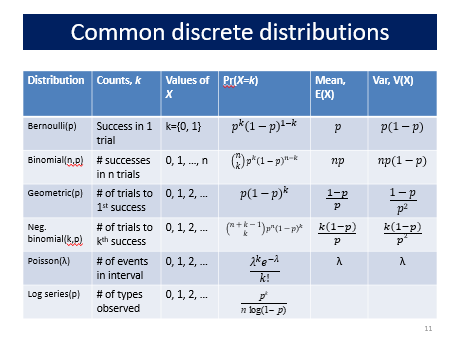 Common discrete distributions
Distribution Counts, k Values of X Pr(X=k) Mean, E(X) Var, V(X)
Bernoulli(p) Success in 1 trial k={0, 1} p^k(1 − p)^{1−k} p p(1 − p)
Binomial(n,p) # successes in n trials 0, 1, ..., n \binom{n}{k} p^k(1 − p)^{n−k} np np(1 − p)
Geometric(p) # of trials to 1st success 0, 1, 2, ... p(1 − p)^k \frac{1−p}{p} \frac{1 − p}{p^2}
Neg. binomial(k,p) # of trials to kth success 0, 1, 2, ... \binom{n + k − 1}{k} p^n(1 − p)^k \frac{k(1−p)}{p} \frac{k(1−p)}{p^2}
Poisson(λ) # of events in interval 0, 1, 2, ... \frac{λ^k e^{−λ}}{k!} λ λ
Log series(p) # of types observed 0, 1, 2, ... \frac{p^n}{n log(1− p)}
11